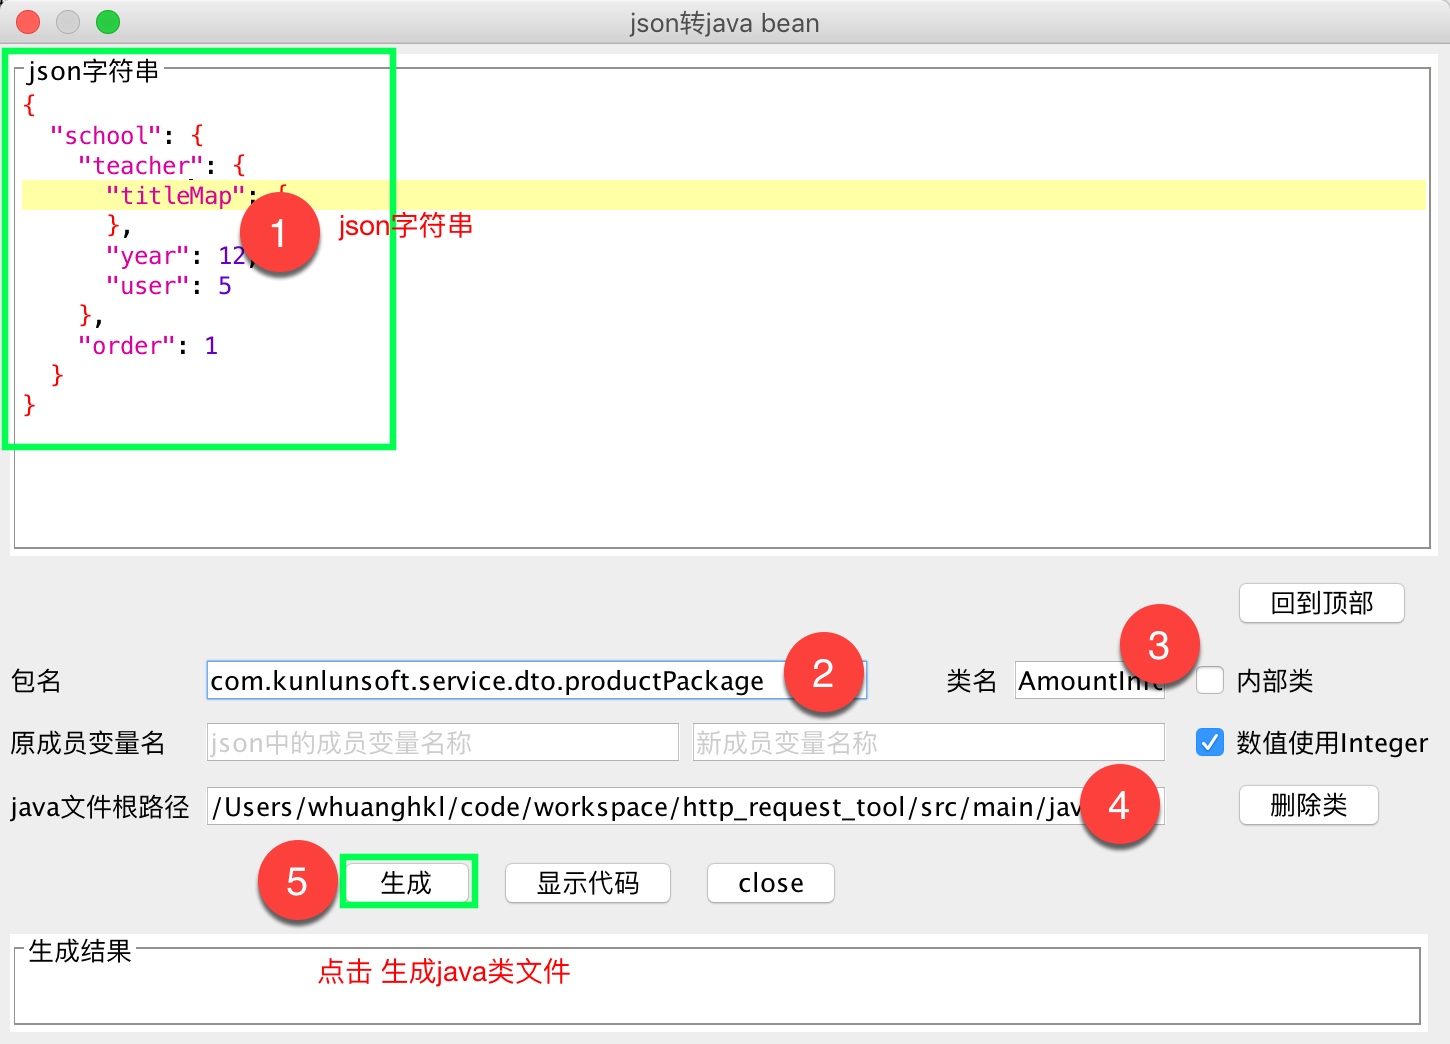 json转java bean
json字符串
{
"school": {
"teacher": {
"titleMap": {
},
1
json字符串
"year": 12,
"user": 5
},
"order": 1
}
}
回到顶部
包名
com.kunlunsoft.service.dto.productPackage
2
类名
3
内部类
原成员变量名
json中的成员变量名称
新成员变量名称
数值使用Integer
java文件根路径
/Users/whuanghkl/code/workspace/http_request_tool/src/main/jav
4
删除类
5
生成
显示代码
close
生成结果
点击 生成java类文件